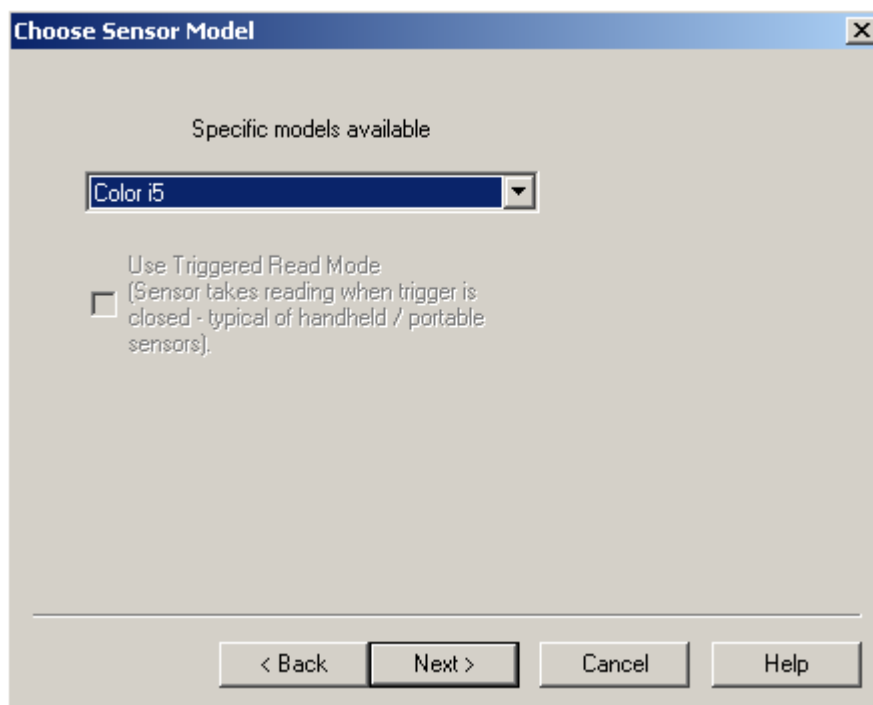 Choose Sensor Model
Specific models available
Color i5
Use Triggered Read Mode
(Sensor takes reading when trigger is
closed - typical of handheld / portable
sensors).
< Back Next > Cancel Help